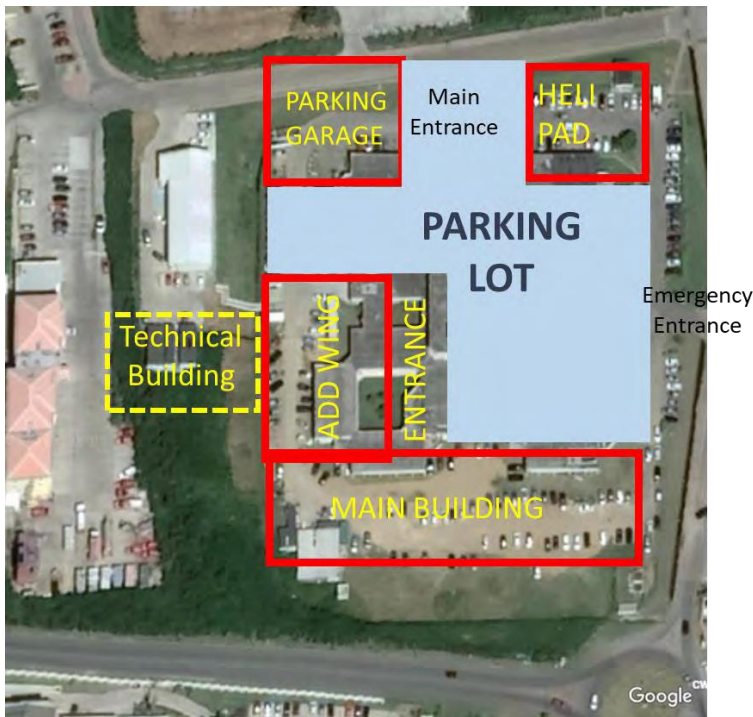 PARKING
GARAGE
Main
Entrance
HELI
PAD
PARKING
LOT
Emergency
Entrance
Technical
Building
ADD WING
ENTRANCE
MAIN BUILDING
Google